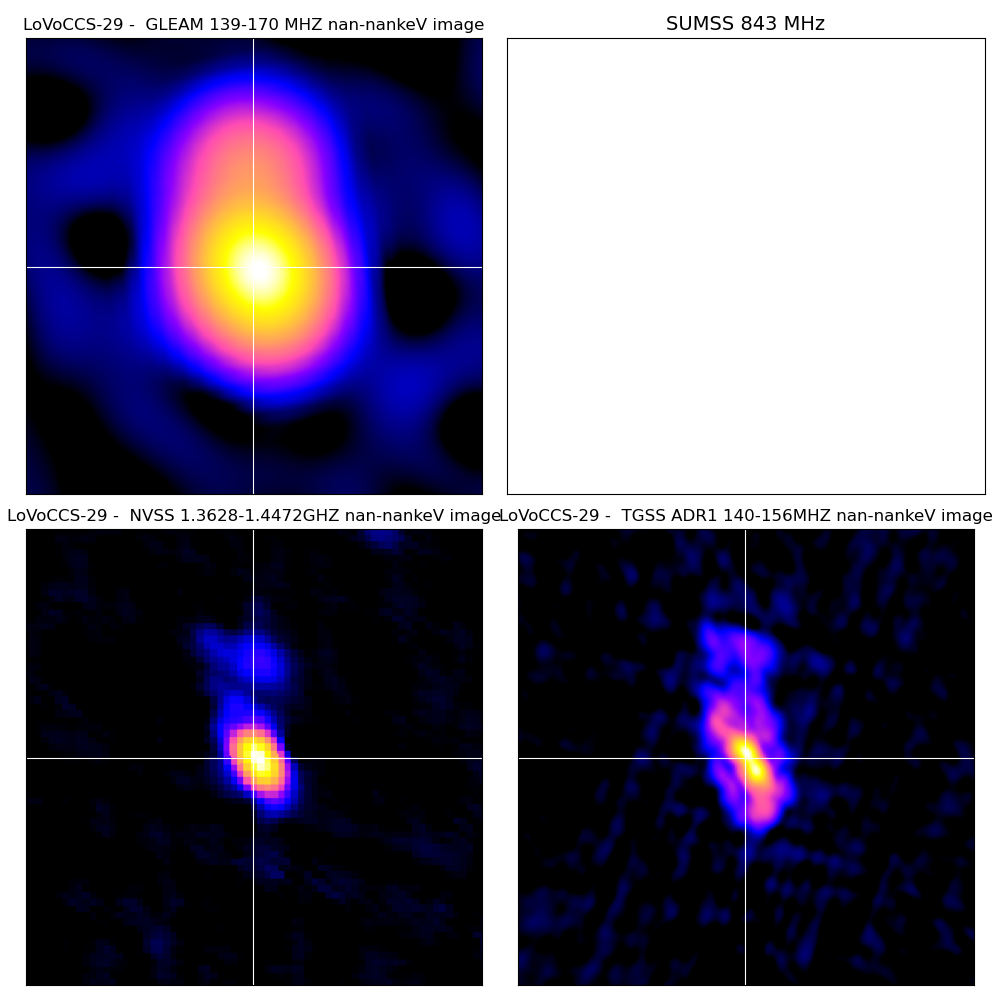 LoVoCCS-29 -  GLEAM 139-170 MHZ nan-nankeV image
SUMSS 843 MHz
LoVoCCS-29 -  NVSS 1.3628-1.4472GHZ nan-nankeV image
LoVoCCS-29 -  TGSS ADR1 140-156MHZ nan-nankeV image